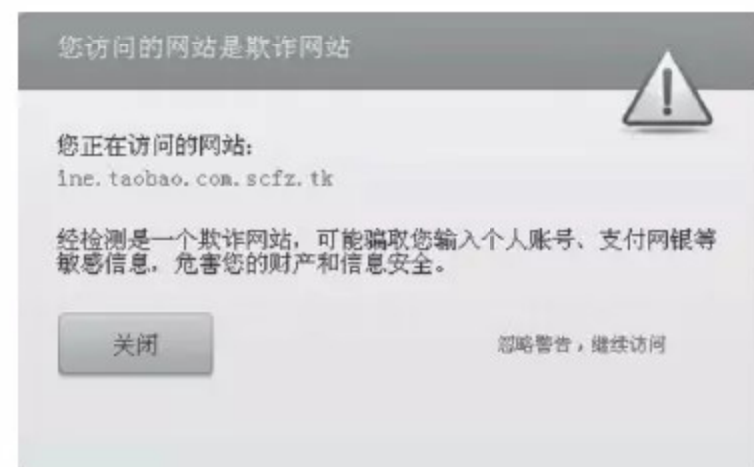 您访问的网站是欺诈网站
您正在访问的网站:
ine.taobao.com.scfz.tk
经检测是一个欺诈网站，可能骗取您输入个人账号、支付网银等
敏感信息，危害您的财产和信息安全。
关闭
忽略警告，继续访问